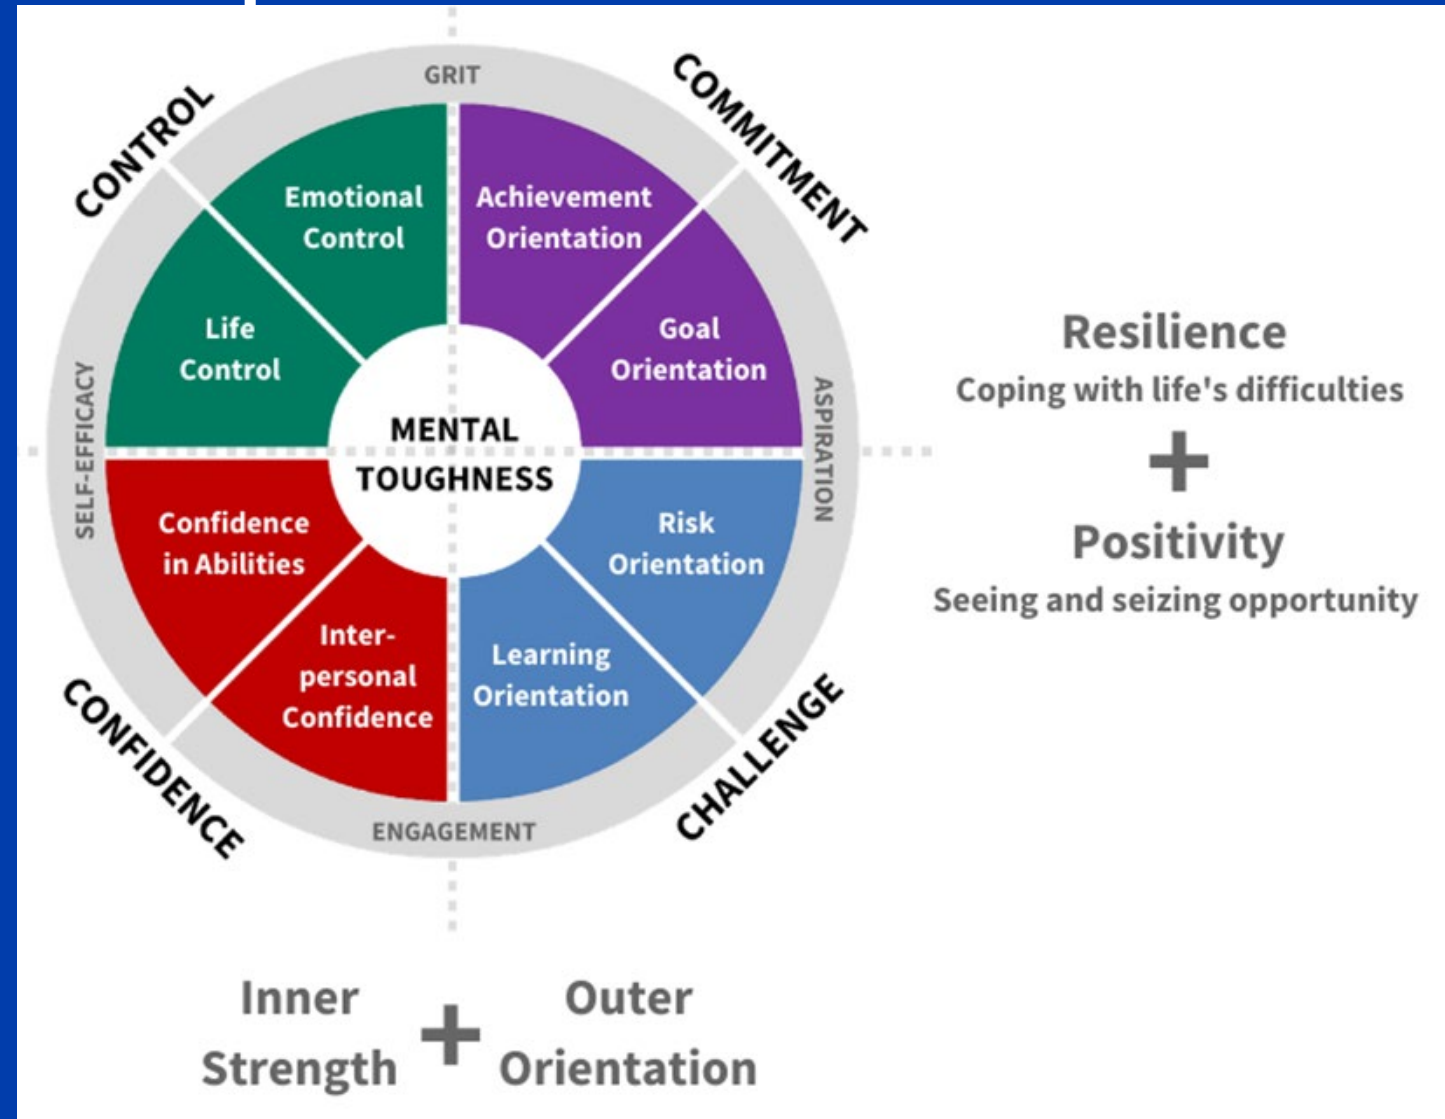 GRIT
CONTROL
COMMITMENT
Emotional
Control
Achievement
Orientation
Life
Control
Goal
Orientation
SELF-EFFICACY
ASPIRATION
MENTAL
TOUGHNESS
Confidence
in Abilities
Risk
Orientation
Inter-
personal
Confidence
Learning
Orientation
CONFIDENCE
CHALLENGE
ENGAGEMENT
Resilience
Coping with life's difficulties
+
Positivity
Seeing and seizing opportunity
Inner
Strength
+
Outer
Orientation